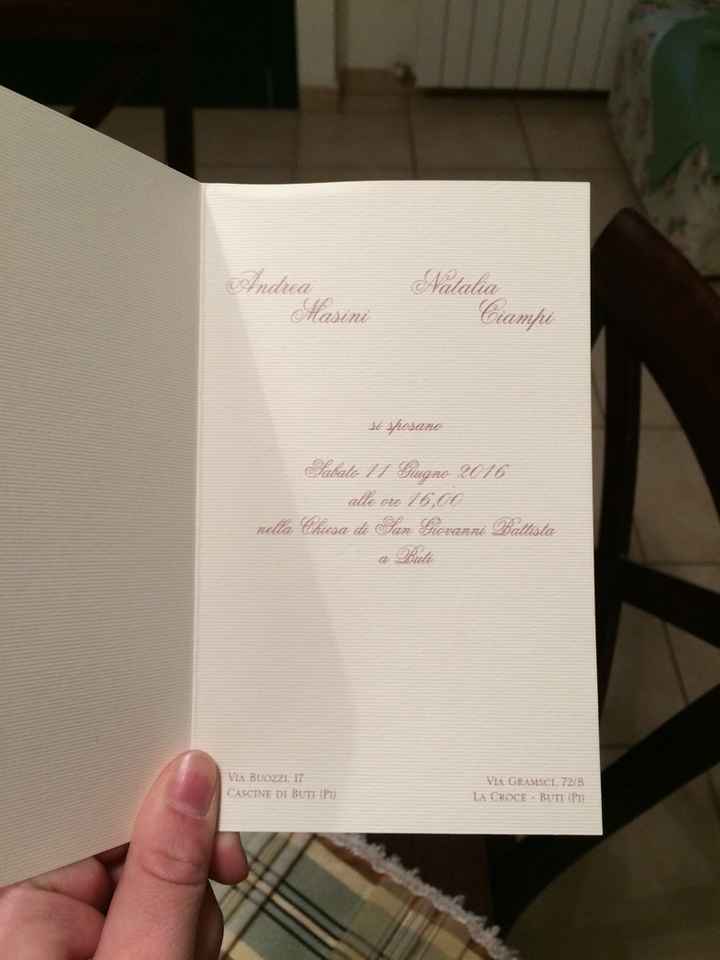 Andrea
Masini
Natalia
Ciampi
si sposano
Sabato 11 Giugno 2016
alle ore 16,00
nella Chiesa di San Giovanni Battista
a Buti
Via Buozzi, 17
Cascine di Buti (Pi)
Via Gramsci, 72/B
La Croce - Buti (Pi)